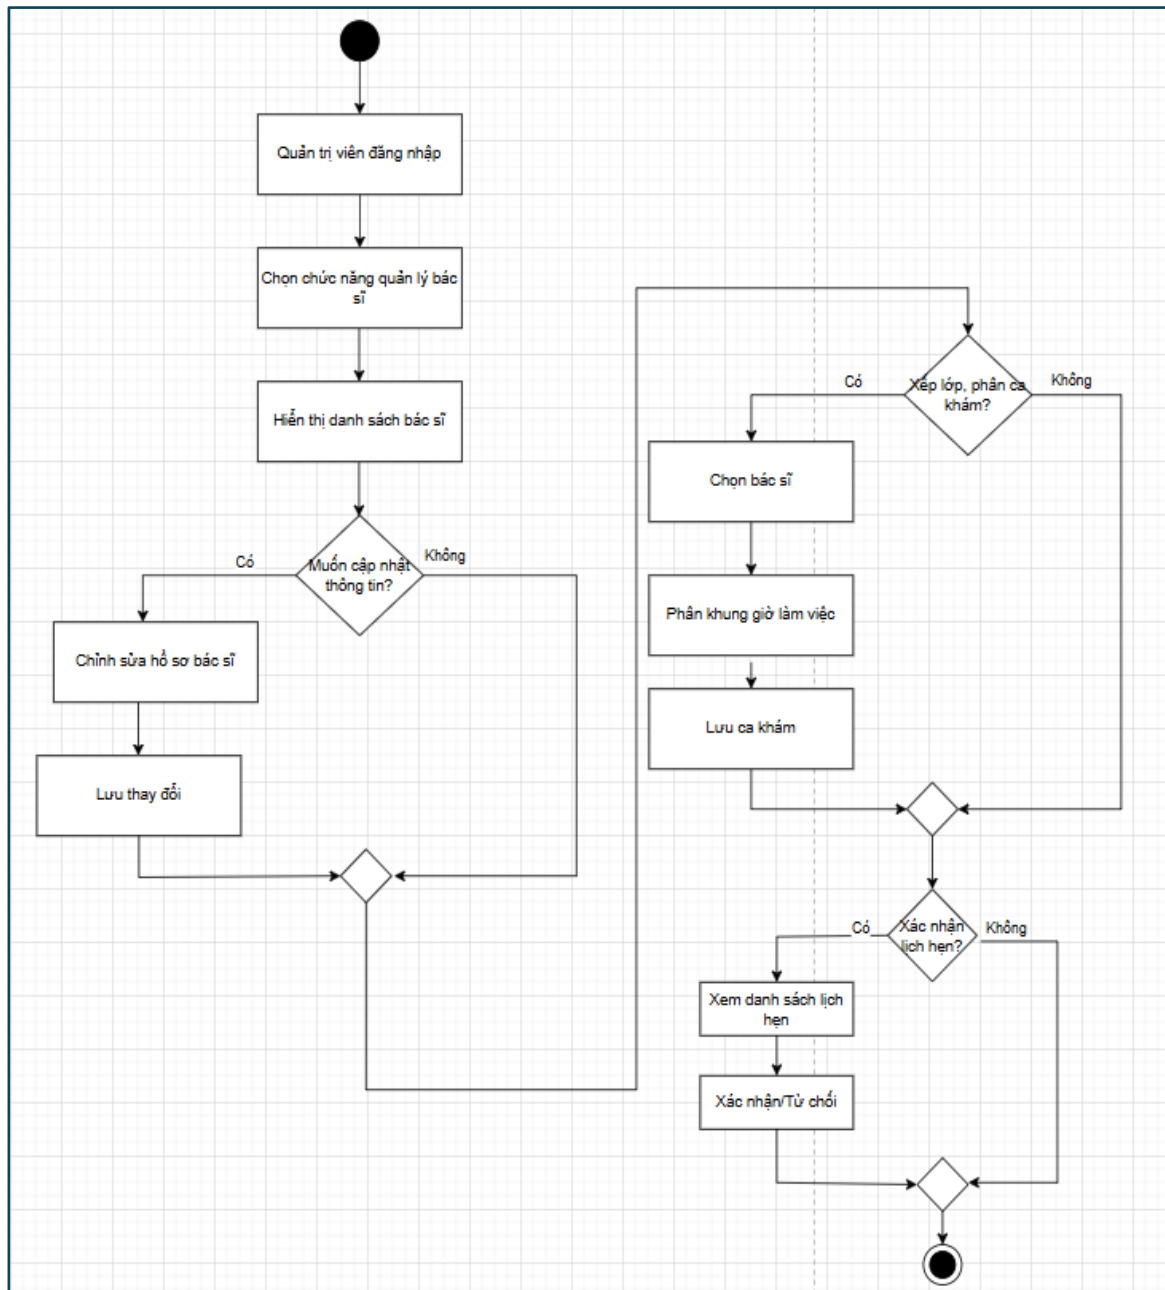 Quản trị viên đăng nhập
Chọn chức năng quản lý bác
sĩ
Hiển thị danh sách bác sĩ
Muốn cập nhật
thông tin?
Có
Không
Chỉnh sửa hồ sơ bác sĩ
Lưu thay đổi
Xếp lớp, phân ca
khám?
Có
Không
Chọn bác sĩ
Phân khung giờ làm việc
Lưu ca khám
Xác nhận
lịch hẹn?
Có
Không
Xem danh sách lịch
hẹn
Xác nhận/Từ chối